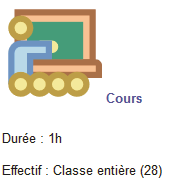 Cours
Durée : 1h
Effectif : Classe entière (28)